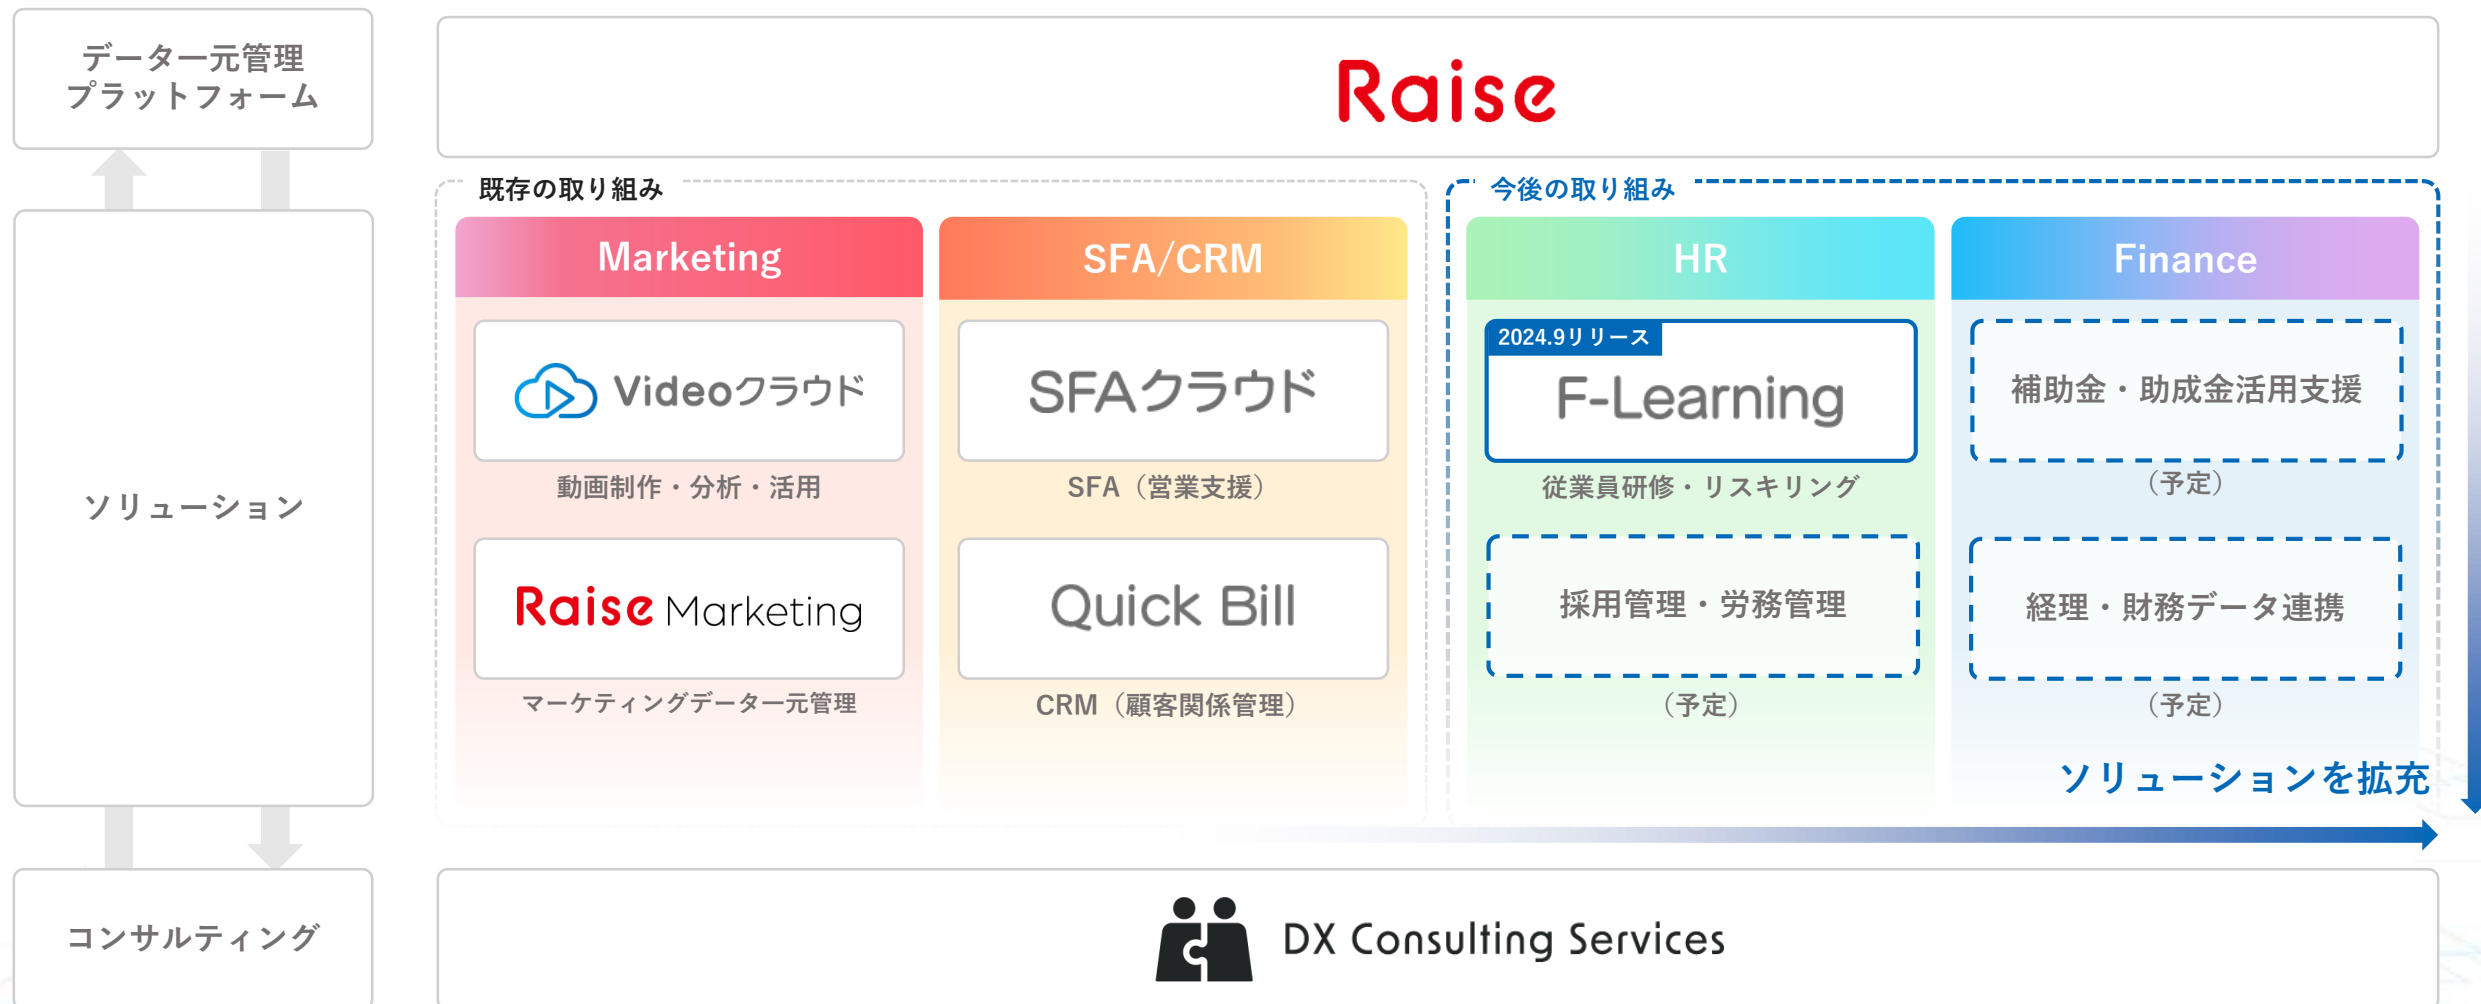 データ一元管理
プラットフォーム
Raise
既存の取り組み
今後の取り組み
Marketing
SFA/CRM
HR
Finance
Videoクラウド
動画制作・分析・活用
Raise Marketing
マーケティングデータ一元管理
SFAクラウド
SFA（営業支援）
Quick Bill
CRM（顧客関係管理）
2024.9リリース
F-Learning
従業員研修・リスキリング
採用管理・労務管理
（予定）
補助金・助成金活用支援
（予定）
経理・財務データ連携
（予定）
ソリューション
ソリューションを拡充
コンサルティング
DX Consulting Services